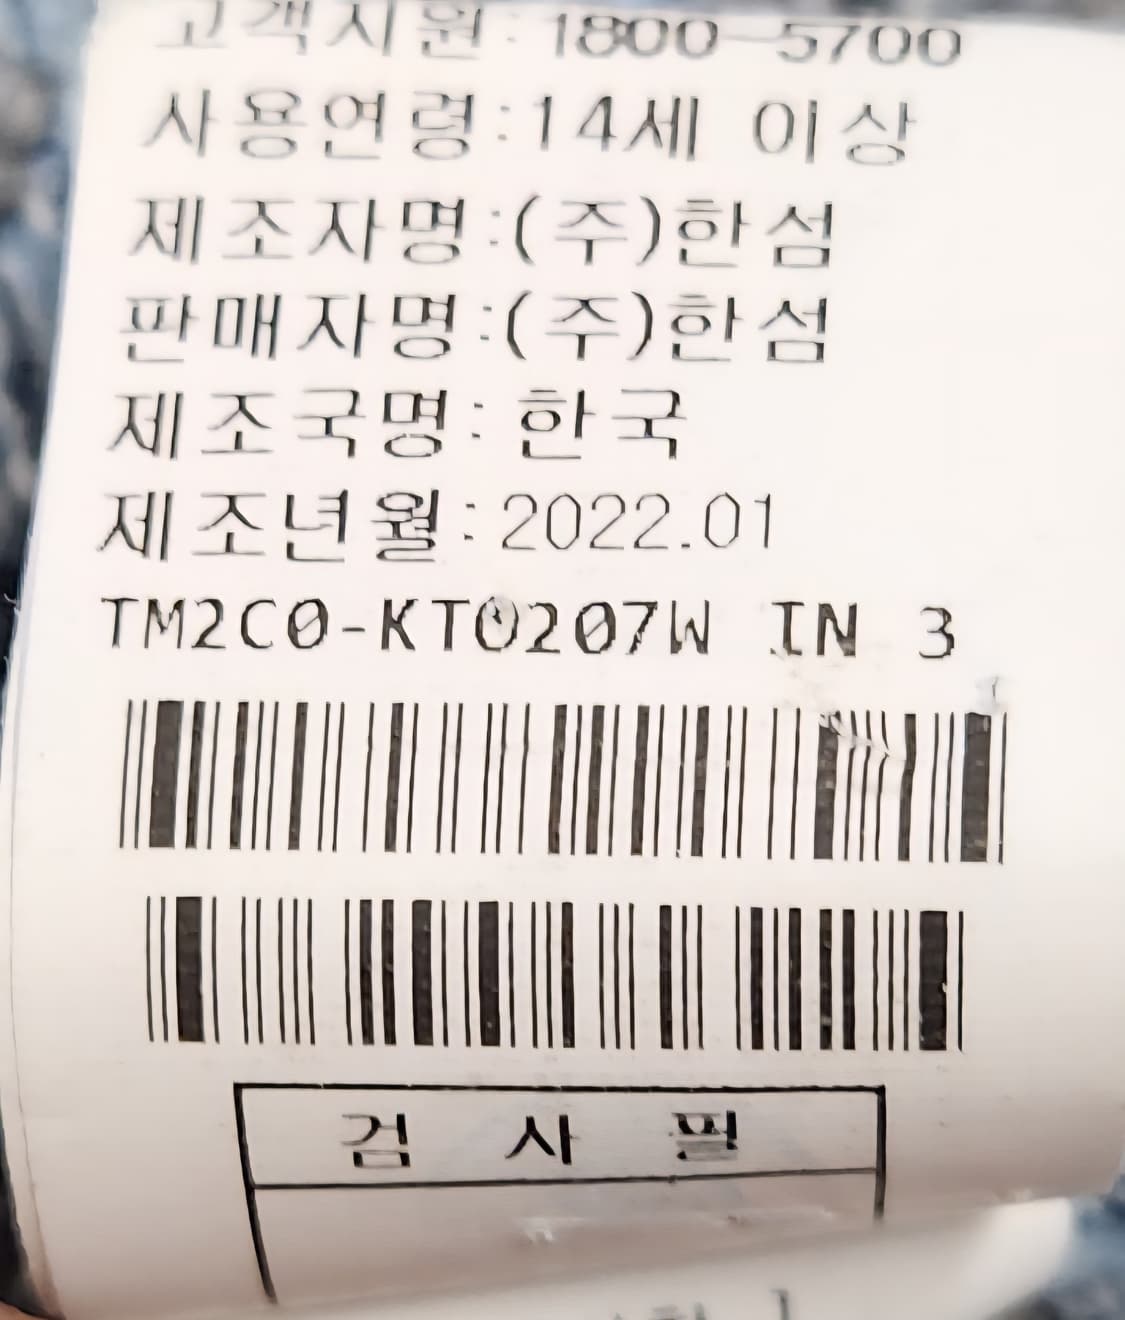 고객지원:1800-5700
사용연령:14세 이상
제조자명:(주)한섬
판매자명:(주)한섬
제조국명:한국
제조년월:2022.01
TM2C0-KT0207W IN 3
검 사 필